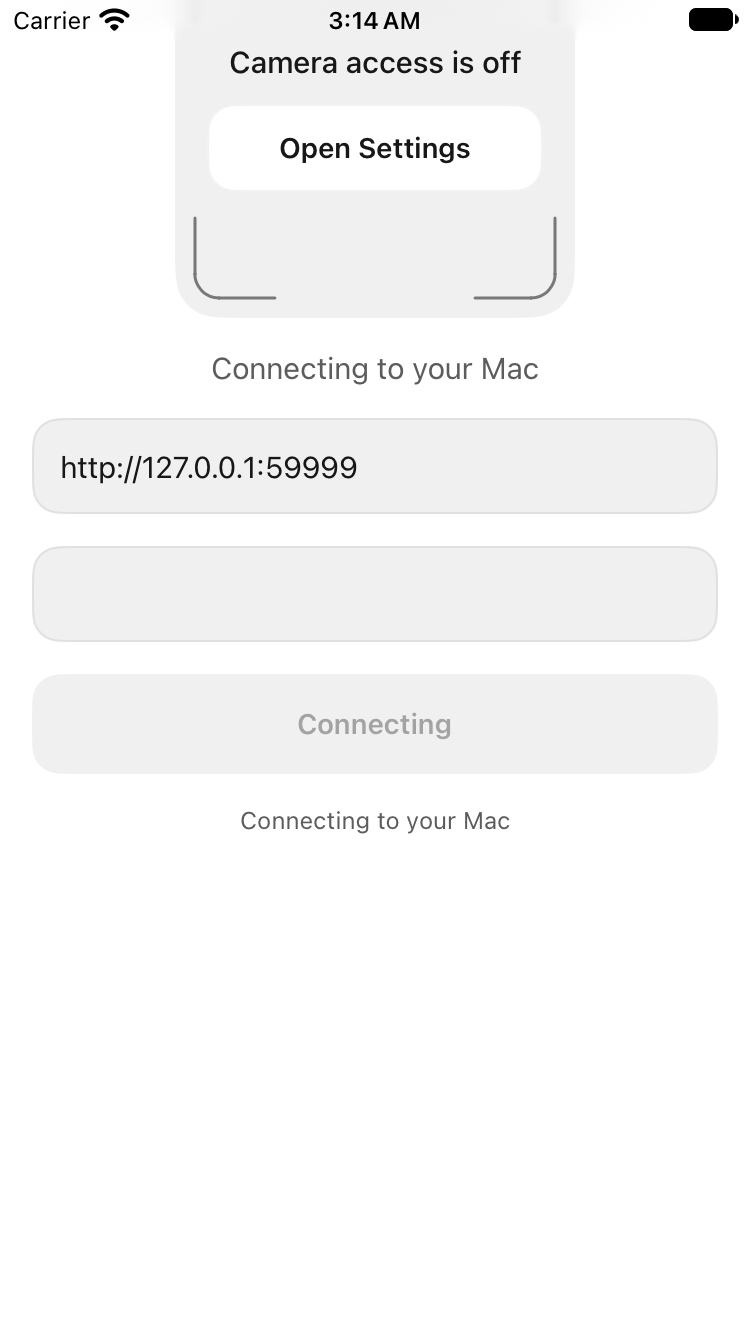 Carrier 3:14 AM
Camera access is off
Open Settings
Connecting to your Mac
http://127.0.0.1:59999
Connecting
Connecting to your Mac